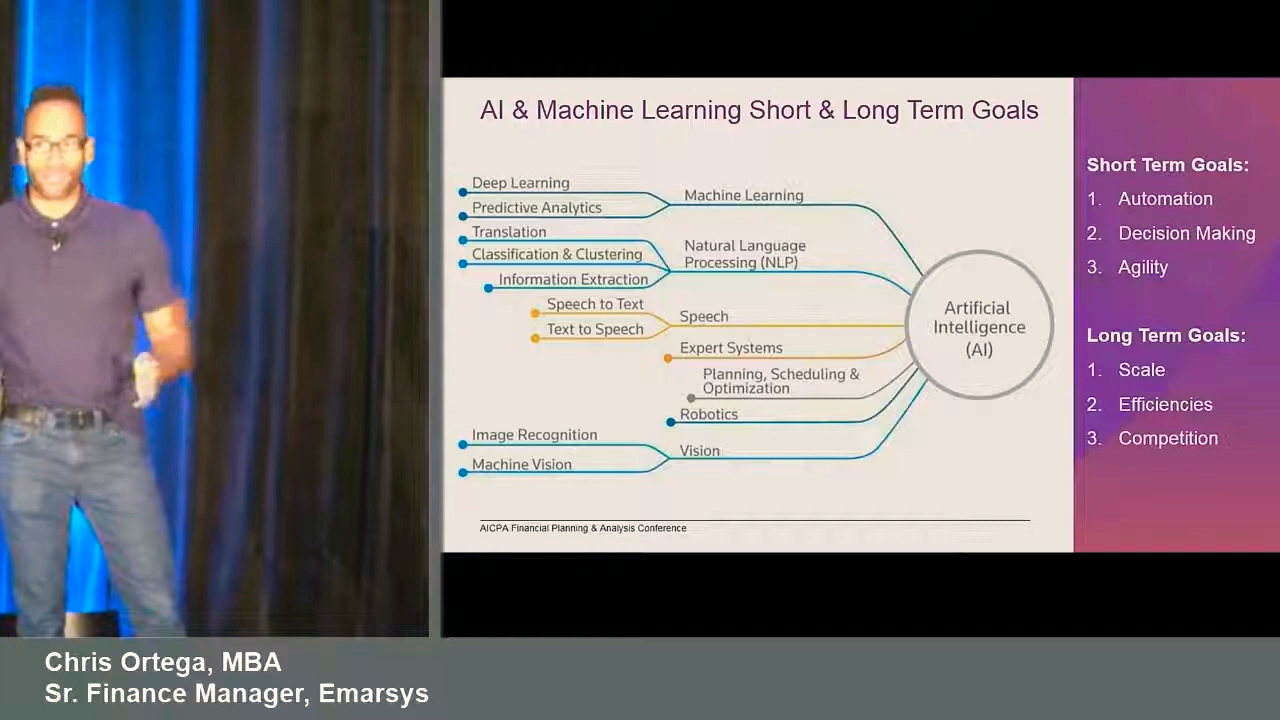 AI & Machine Learning Short & Long Term Goals
Deep Learning
Predictive Analytics
Machine Learning
Translation
Classification & Clustering
Information Extraction
Natural Language
Processing (NLP)
Speech to Text
Text to Speech
Speech
Expert Systems
Planning, Scheduling &
Optimization
Robotics
Image Recognition
Machine Vision
Vision
Artificial
Intelligence
(AI)
AICPA Financial Planning & Analysis Conference
Short Term Goals:
1. Automation
2. Decision Making
3. Agility
Long Term Goals:
1. Scale
2. Efficiencies
3. Competition
Chris Ortega, MBA
Sr. Finance Manager, Emarsys